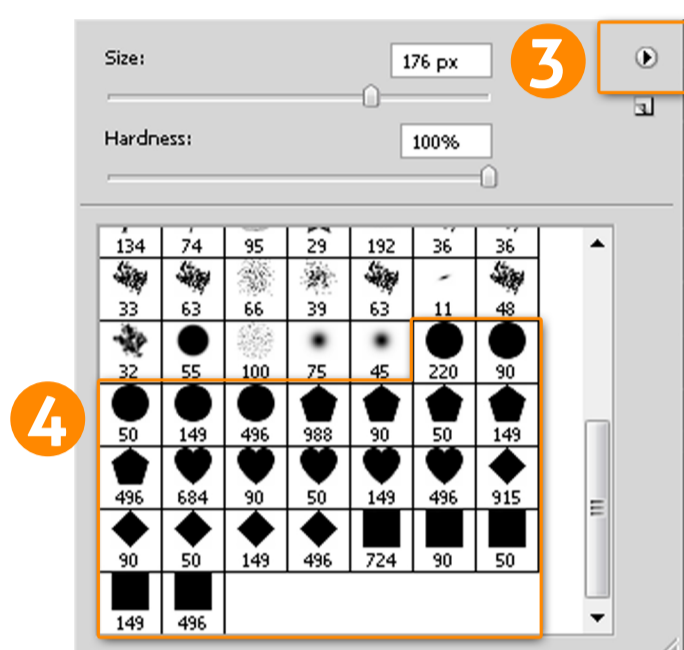 Size:
176 px
3
Hardness:
100%
134 74 95 29 192 36 36
33 63 66 39 63 11 48
32 55 100 75 45 220 90
4
50 149 496 988 90 50 149
496 684 90 50 149 496 915
90 50 149 496 724 90 50
149 496